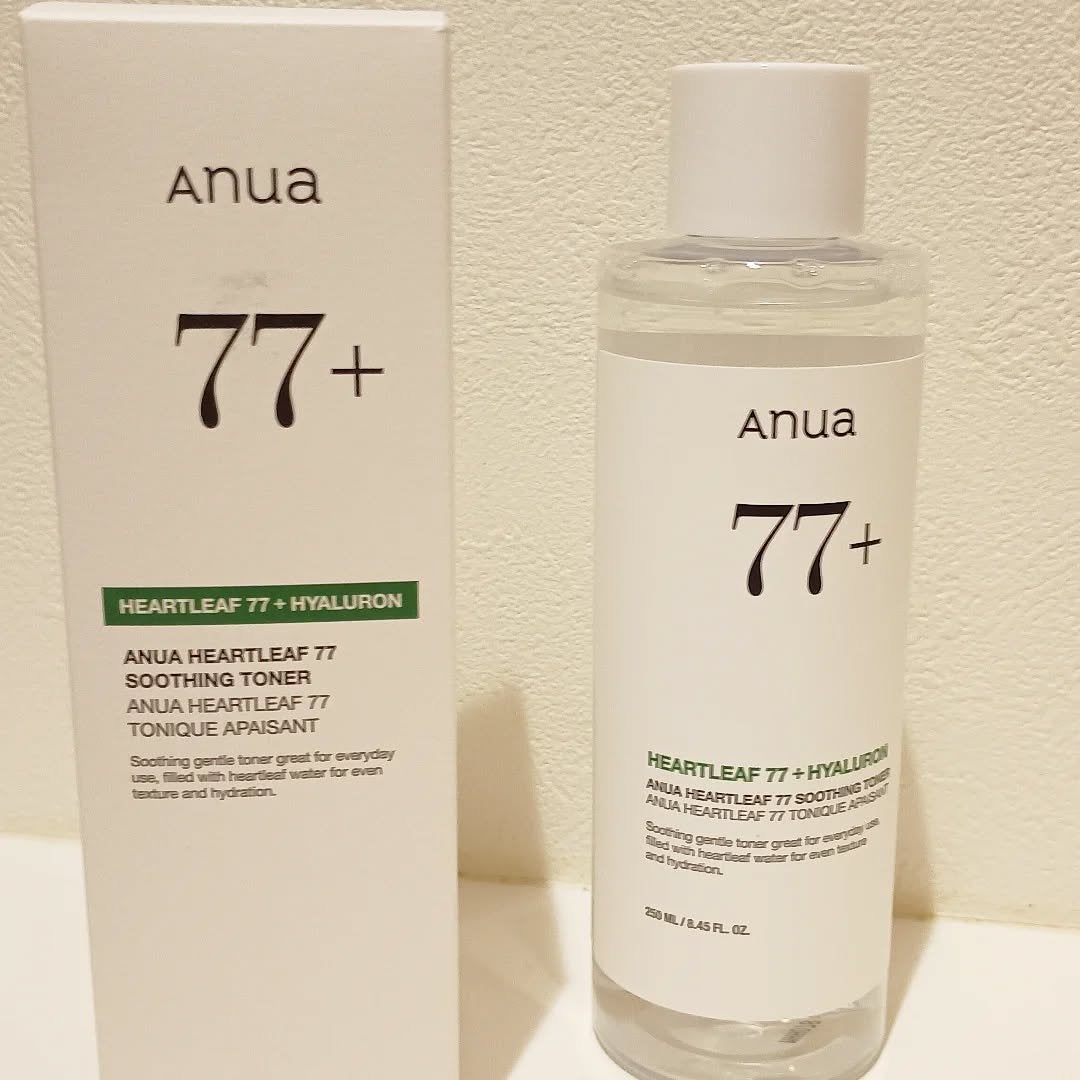 Anua
77+
HEARTLEAF 77 + HYALURON
ANUA HEARTLEAF 77
SOOTHING TONER
ANUA HEARTLEAF 77
TONIQUE APAISANT
Soothing gentle toner great for everyday
use, filled with heartleaf water for even
texture and hydration.
Anua
77+
HEARTLEAF 77 + HYALURON
ANUA HEARTLEAF 77 SOOTHING TONER
ANUA HEARTLEAF 77 TONIQUE APAISANT
Soothing gentle toner great for everyday use,
filled with heartleaf water for even texture
and hydration.
250 ML / 8.45 FL. OZ.